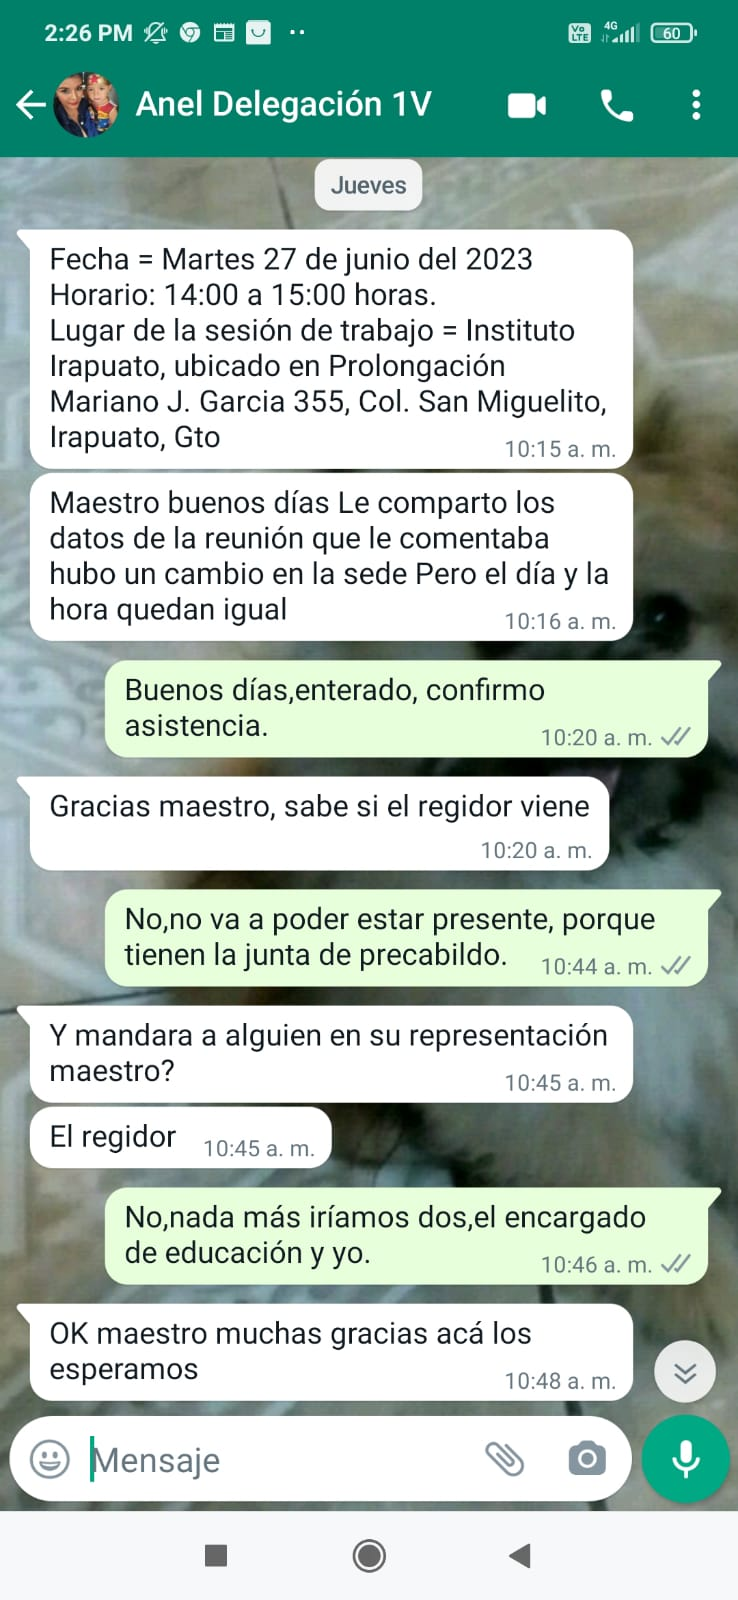 2:26 PM
Vo LTE 4G 60
Anel Delegación 1V
Jueves
Fecha = Martes 27 de junio del 2023
Horario: 14:00 a 15:00 horas.
Lugar de la sesión de trabajo = Instituto
Irapuato, ubicado en Prolongación
Mariano J. Garcia 355, Col. San Miguelito,
Irapuato, Gto
10:15 a. m.
Maestro buenos días Le comparto los
datos de la reunión que le comentaba
hubo un cambio en la sede Pero el día y la
hora quedan igual
10:16 a. m.
Buenos días,enterado, confirmo
asistencia.
10:20 a. m.
Gracias maestro, sabe si el regidor viene
10:20 a. m.
No,no va a poder estar presente, porque
tienen la junta de precabildo.
10:44 a. m.
Y mandara a alguien en su representación
maestro?
10:45 a. m.
El regidor
10:45 a. m.
No,nada más iríamos dos,el encargado
de educación y yo.
10:46 a. m.
OK maestro muchas gracias acá los
esperamos
10:48 a. m.
Mensaje